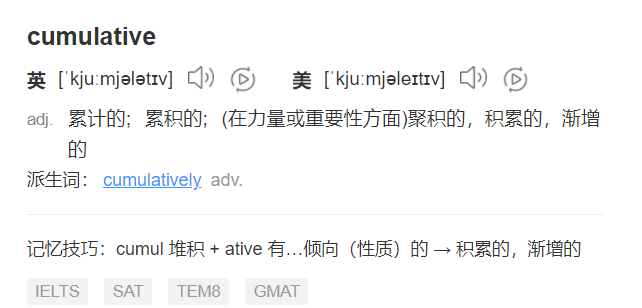 cumulative
英 [ˈkjuːmjələtɪv] 美 [ˈkjuːmjəleɪtɪv]
adj. 累计的；累积的；(在力量或重要性方面)聚积的，积累的，渐增
的
派生词： cumulatively adv.
记忆技巧：cumul 堆积 + ative 有…倾向（性质）的 → 积累的，渐增的
IELTS SAT TEM8 GMAT